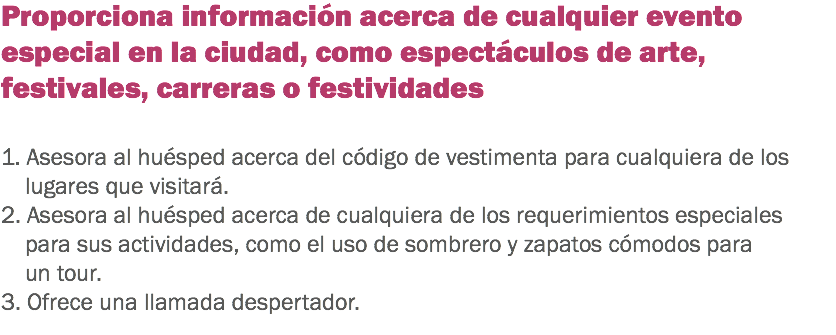 Proporciona información acerca de cualquier evento
especial en la ciudad, como espectáculos de arte,
festivales, carreras o festividades
1. Asesora al huésped acerca del código de vestimenta para cualquiera de los
lugares que visitará.
2. Asesora al huésped acerca de cualquiera de los requerimientos especiales
para sus actividades, como el uso de sombrero y zapatos cómodos para
un tour.
3. Ofrece una llamada despertador.